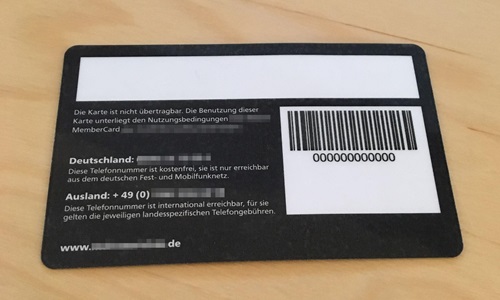 Die Karte ist nicht übertragbar. Die Benutzung dieser
Karte unterliegt den Nutzungsbedingungen
MemberCard
000000000000
Deutschland:
Diese Telefonnummer ist kostenfrei, sie ist nur erreichbar
aus dem deutschen Fest- und Mobilfunknetz.
Ausland: + 49 (0)
Diese Telefonnummer ist international erreichbar, für sie
gelten die jeweiligen landesspezifischen Telefongebühren.
www. de